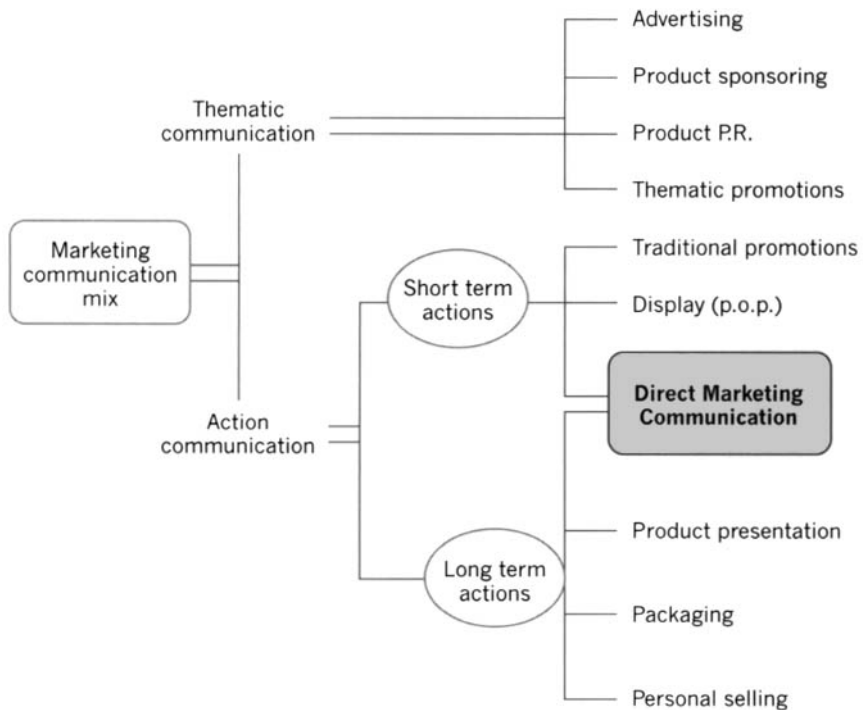 Advertising
Product sponsoring
Thematic
communication
Product P.R.
Thematic promotions
Marketing
communication
mix
Traditional promotions
Short term
actions
Display (p.o.p.)
Direct Marketing
Communication
Action
communication
Product presentation
Long term
actions
Packaging
Personal selling